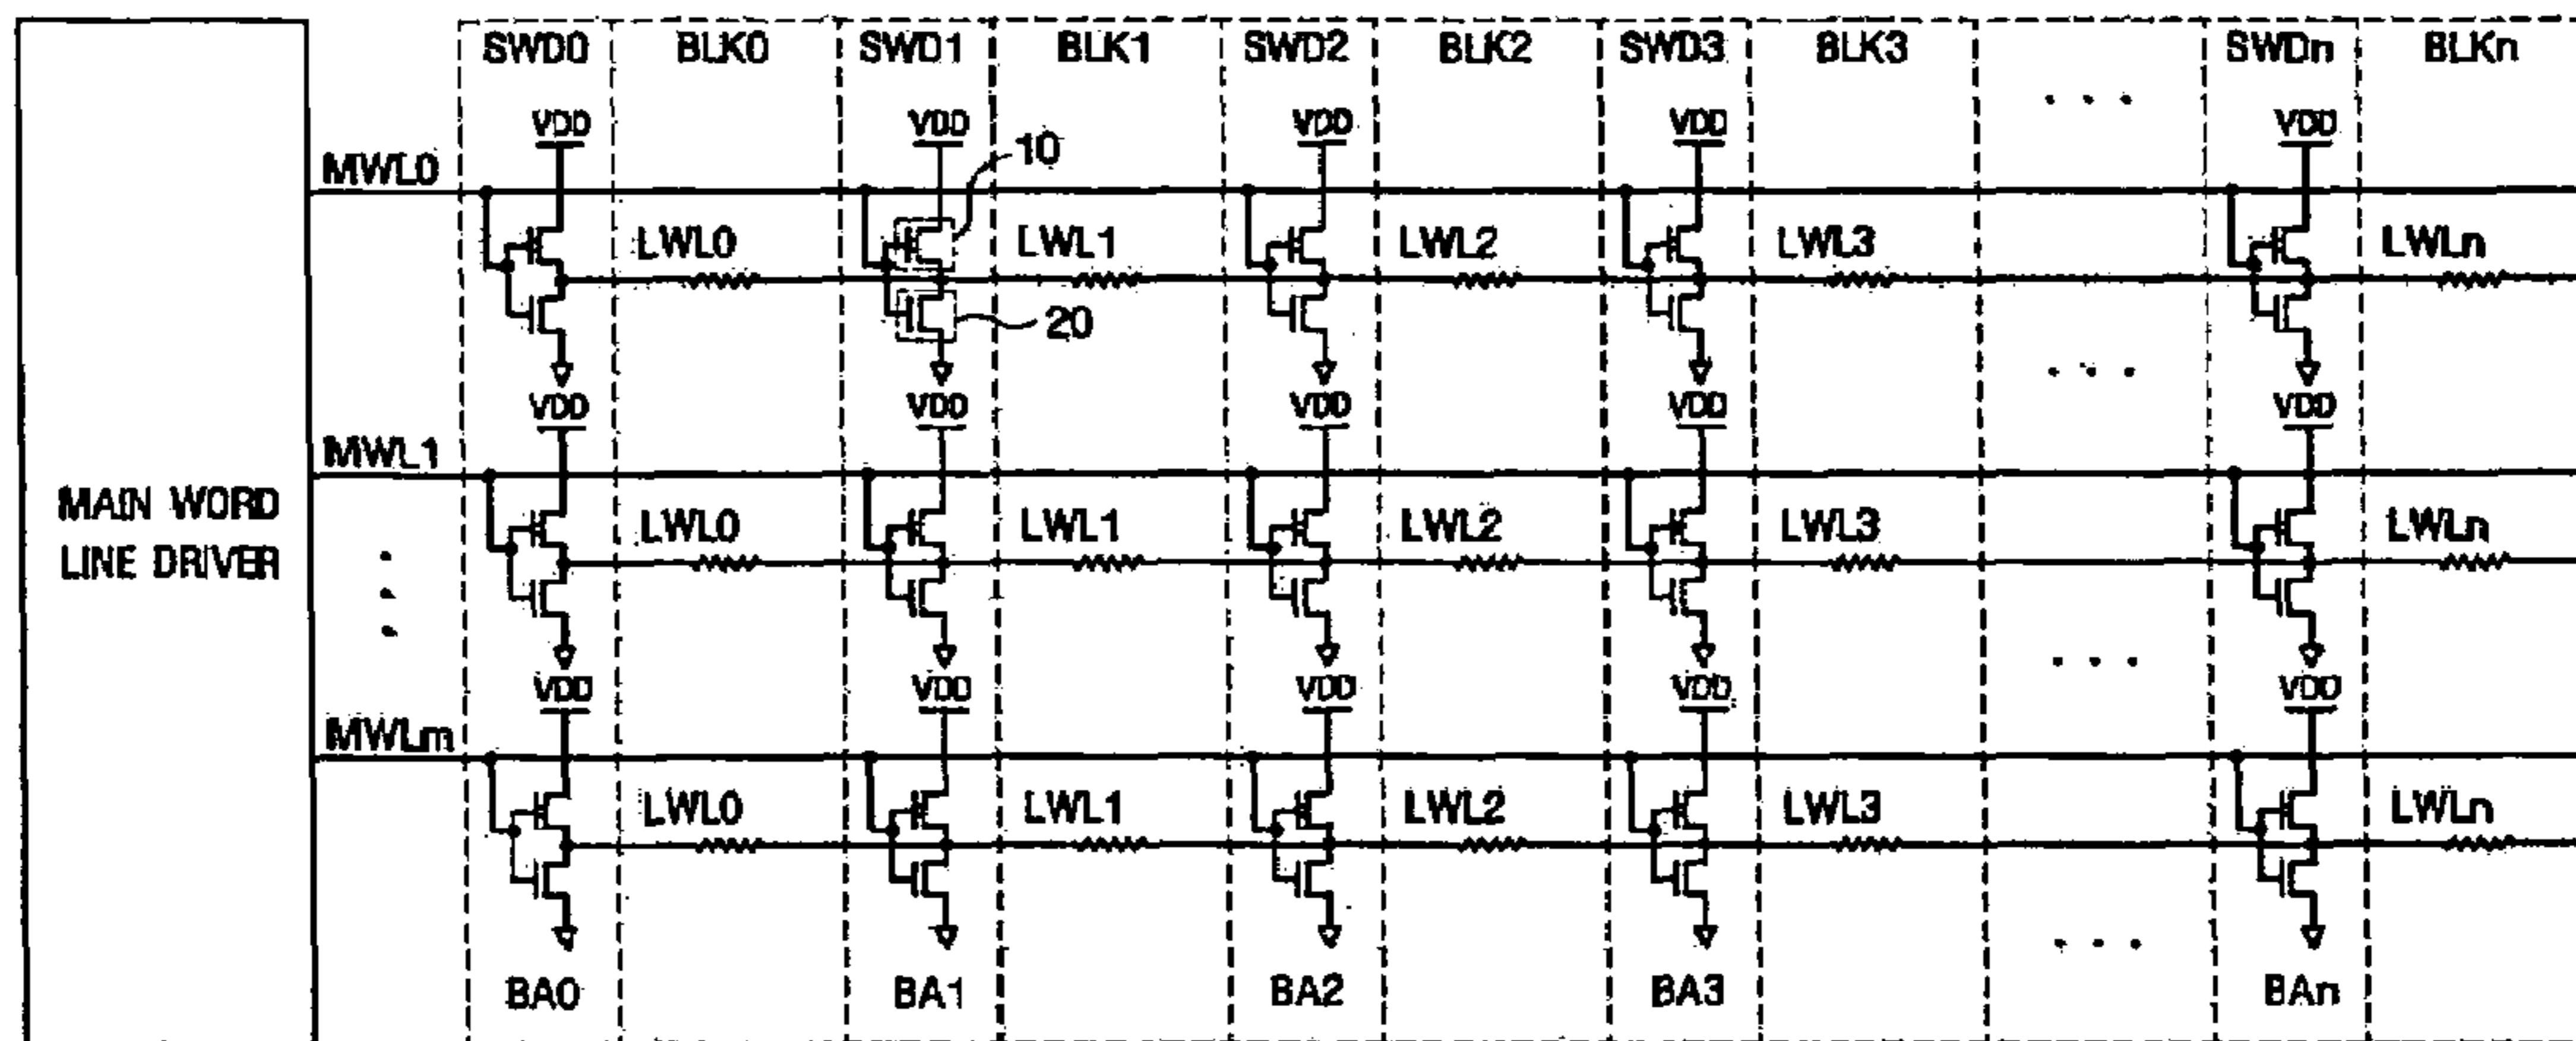 SWD0 BLK0 SWD1 BLK1 SWD2 BLK2 SWD3 BLK3 SWDn BLKn
VDD VDD VDD VDD VDD
10
MWL0
LWL0 LWL1 LWL2 LWL3 LWLn
20
VDD VDD VDD VDD VDD
MWL1
MAIN WORD
LINE DRIVER
LWL0 LWL1 LWL2 LWL3 LWLn
VDD VDD VDD VDD VDD
MWLm
LWL0 LWL1 LWL2 LWL3 LWLn
BA0 BA1 BA2 BA3 BAn